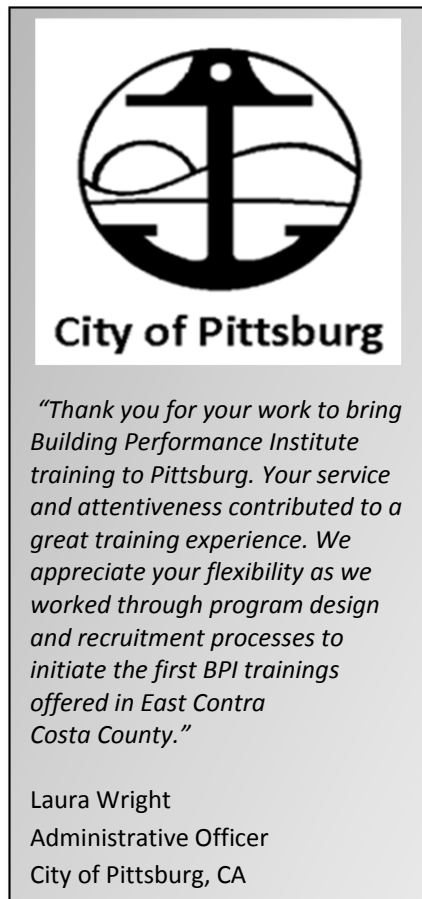 City of Pittsburg
“Thank you for your work to bring
Building Performance Institute
training to Pittsburg. Your service
and attentiveness contributed to a
great training experience. We
appreciate your flexibility as we
worked through program design
and recruitment processes to
initiate the first BPI trainings
offered in East Contra
Costa County.”
Laura Wright
Administrative Officer
City of Pittsburg, CA